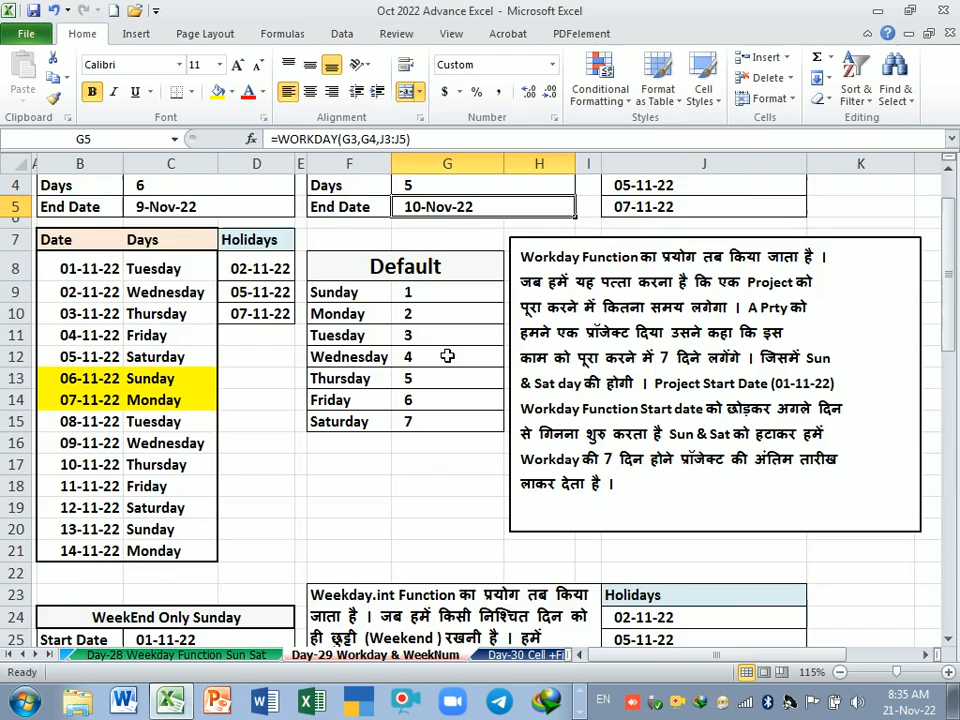 Oct 2022 Advance Excel - Microsoft Excel
File Home Insert Page Layout Formulas Data Review View Acrobat PDFelement
Paste Calibri 11 Custom Conditional Formatting Format as Table Cell Styles Insert Delete Format Sort & Filter Find & Select
Clipboard Font Alignment Number Styles Cells Editing
G5 fx =WORKDAY(G3,G4,J3:J5)
A B C D E F G H I J K
4 Days 6 Days 5 05-11-22
5 End Date 9-Nov-22 End Date 10-Nov-22 07-11-22
6
7 Date Days Holidays
8 01-11-22 Tuesday 02-11-22 Default
9 02-11-22 Wednesday 05-11-22 Sunday 1
10 03-11-22 Thursday 07-11-22 Monday 2
11 04-11-22 Friday Tuesday 3
12 05-11-22 Saturday Wednesday 4
13 06-11-22 Sunday Thursday 5
14 07-11-22 Monday Friday 6
15 08-11-22 Tuesday Saturday 7
16 09-11-22 Wednesday
17 10-11-22 Thursday
18 11-11-22 Friday
19 12-11-22 Saturday
20 13-11-22 Sunday
21 14-11-22 Monday
Workday Function का प्रयोग तब किया जाता है ।
जब हमें यह पत्ता करना है कि एक Project को
पूरा करने में कितना समय लगेगा । A Prty को
हमने एक प्रॉजेक्ट दिया उसने कहा कि इस
काम को पूरा करने में 7 दिने लगेंगे । जिसमें Sun
& Sat day की होगी । Project Start Date (01-11-22)
Workday Function Start date को छोड़कर अगले दिन
से गिनना शुरु करता है Sun & Sat को हटाकर हमें
Workday की 7 दिन होने प्रॉजेक्ट की अंतिम तारीख
लाकर देता है ।
22
23 Weekday.int Function का प्रयोग तब किया Holidays
24 WeekEnd Only Sunday जाता है । जब हमें किसी निश्चित दिन को 02-11-22
25 Start Date 01-11-22 ही छुट्टी (Weekend ) रखनी है । हमें 05-11-22
Day-28 Weekday Function Sun Sat Day-29 Workday & WeekNum Day-30 Cell +Fi
Ready 115%
EN 8:35 AM
21-Nov-22